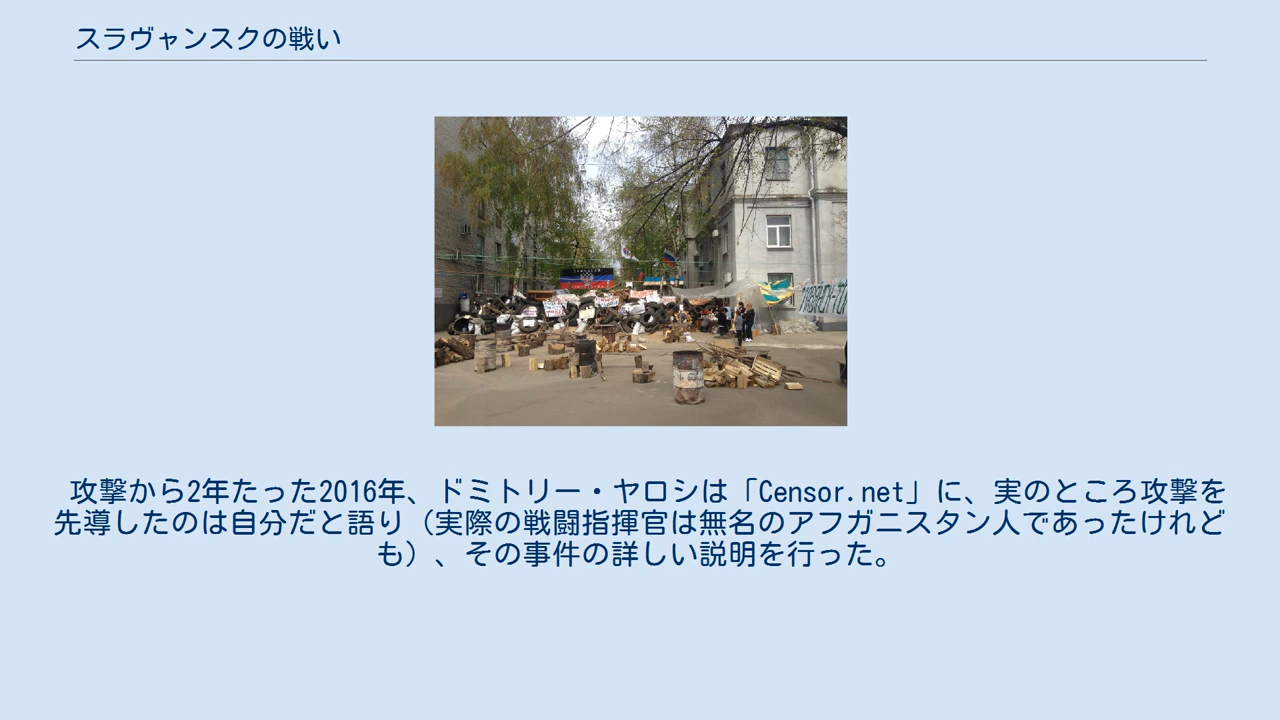 スラヴャンスクの戦い
攻撃から2年たった2016年、ドミトリー・ヤロシは「Censor.net」に、実のところ攻撃を
先導したのは自分だと語り（実際の戦闘指揮官は無名のアフガニスタン人であったけれど
も）、その事件の詳しい説明を行った。